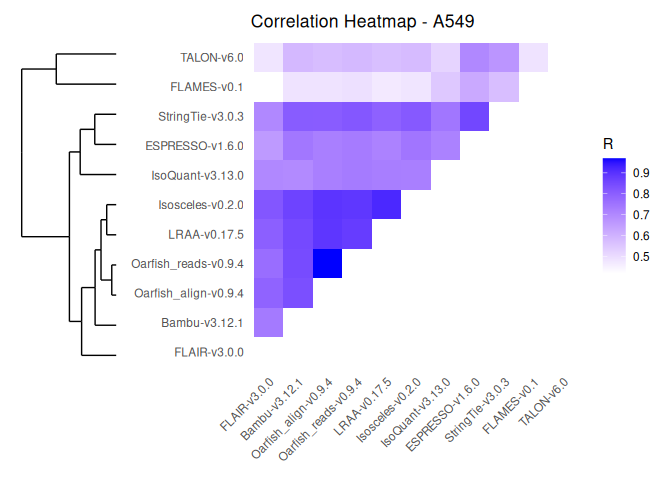 Correlation Heatmap - A549
TALON-v6.0
FLAMES-v0.1
StringTie-v3.0.3
ESPRESSO-v1.6.0
IsoQuant-v3.13.0
Isosceles-v0.2.0
LRAA-v0.17.5
Oarfish_reads-v0.9.4
Oarfish_align-v0.9.4
Bambu-v3.12.1
FLAIR-v3.0.0
R
0.9
0.8
0.7
0.6
0.5
FLAIR-v3.0.0
Bambu-v3.12.1
Oarfish_align-v0.9.4
Oarfish_reads-v0.9.4
LRAA-v0.17.5
Isosceles-v0.2.0
IsoQuant-v3.13.0
ESPRESSO-v1.6.0
StringTie-v3.0.3
FLAMES-v0.1
TALON-v6.0